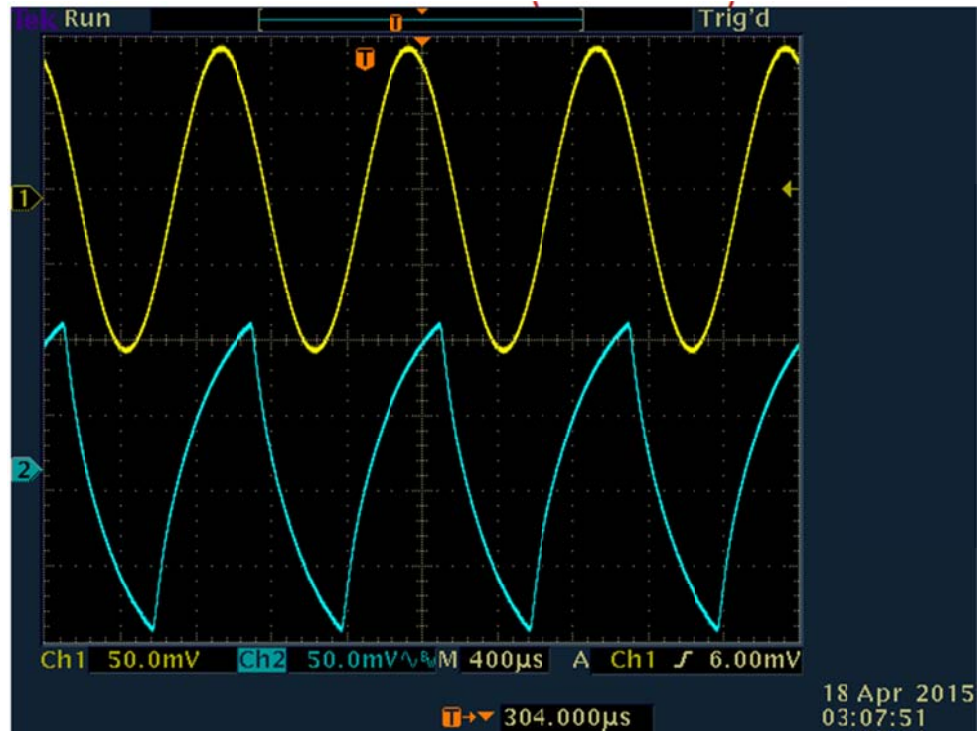 Tek Run Trig'd
T
T
1
2
Ch1 50.0mV Ch2 50.0mV∿BW M 400µs A Ch1 ƒ 6.00mV
T→▼ 304.000µs
18 Apr 2015
03:07:51